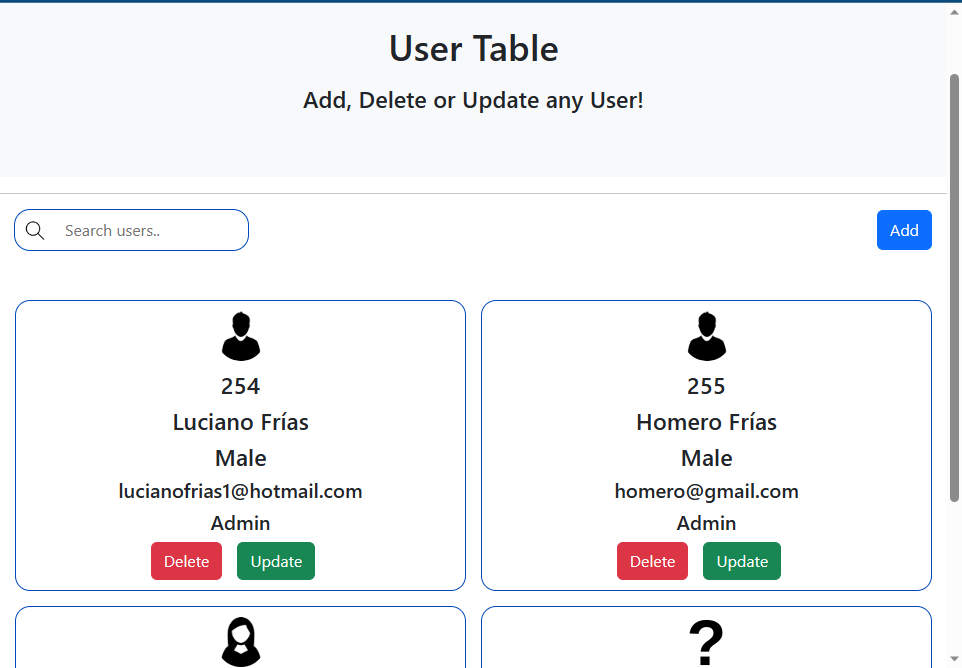 User Table
Add, Delete or Update any User!
Search users..
Add
254
Luciano Frías
Male
lucianofrias1@hotmail.com
Admin
Delete
Update
255
Homero Frías
Male
homero@gmail.com
Admin
Delete
Update
?